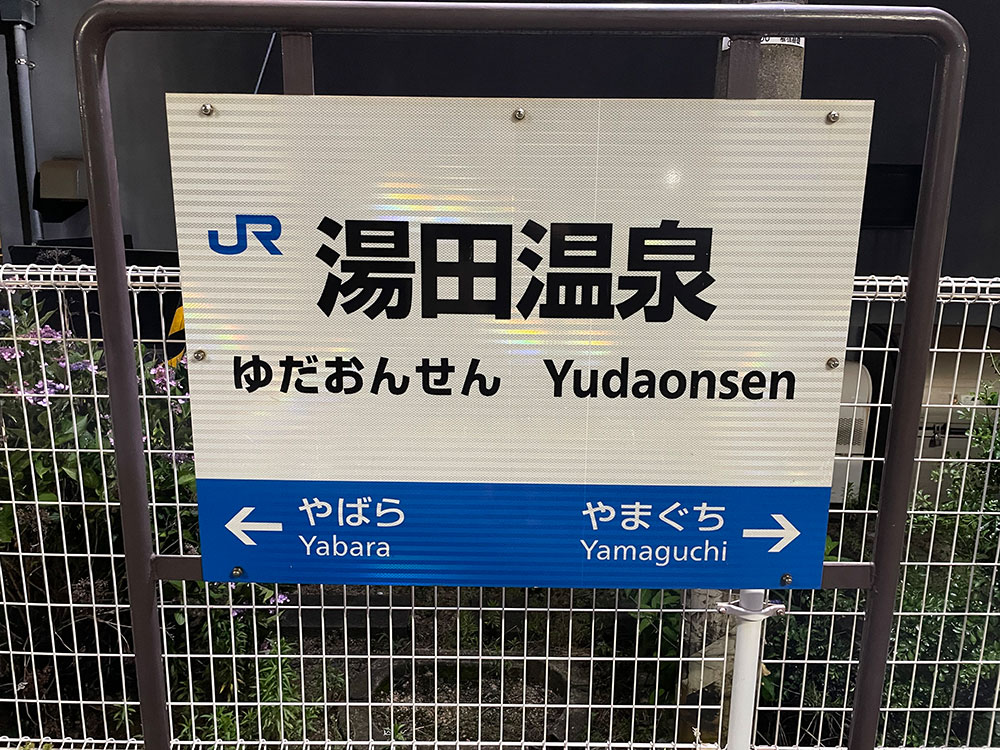 JR 湯田温泉
ゆだおんせん Yudaonsen
← やばら やまぐち →
Yabara Yamaguchi